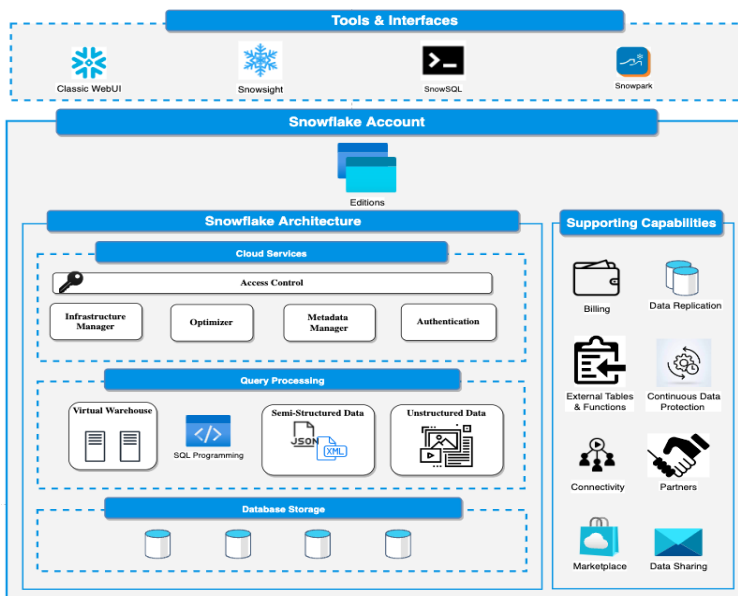 Tools & Interfaces
Classic WebUI
Snowsight
SnowSQL
Snowpark
Snowflake Account
Editions
Snowflake Architecture
Cloud Services
Access Control
Infrastructure
Manager
Optimizer
Metadata
Manager
Authentication
Query Processing
Virtual Warehouse
SQL Programming
Semi-Structured Data
JSON
XML
Unstructured Data
Database Storage
Supporting Capabilities
Billing
Data Replication
External Tables
& Functions
Continuous Data
Protection
Connectivity
Partners
Marketplace
Data Sharing